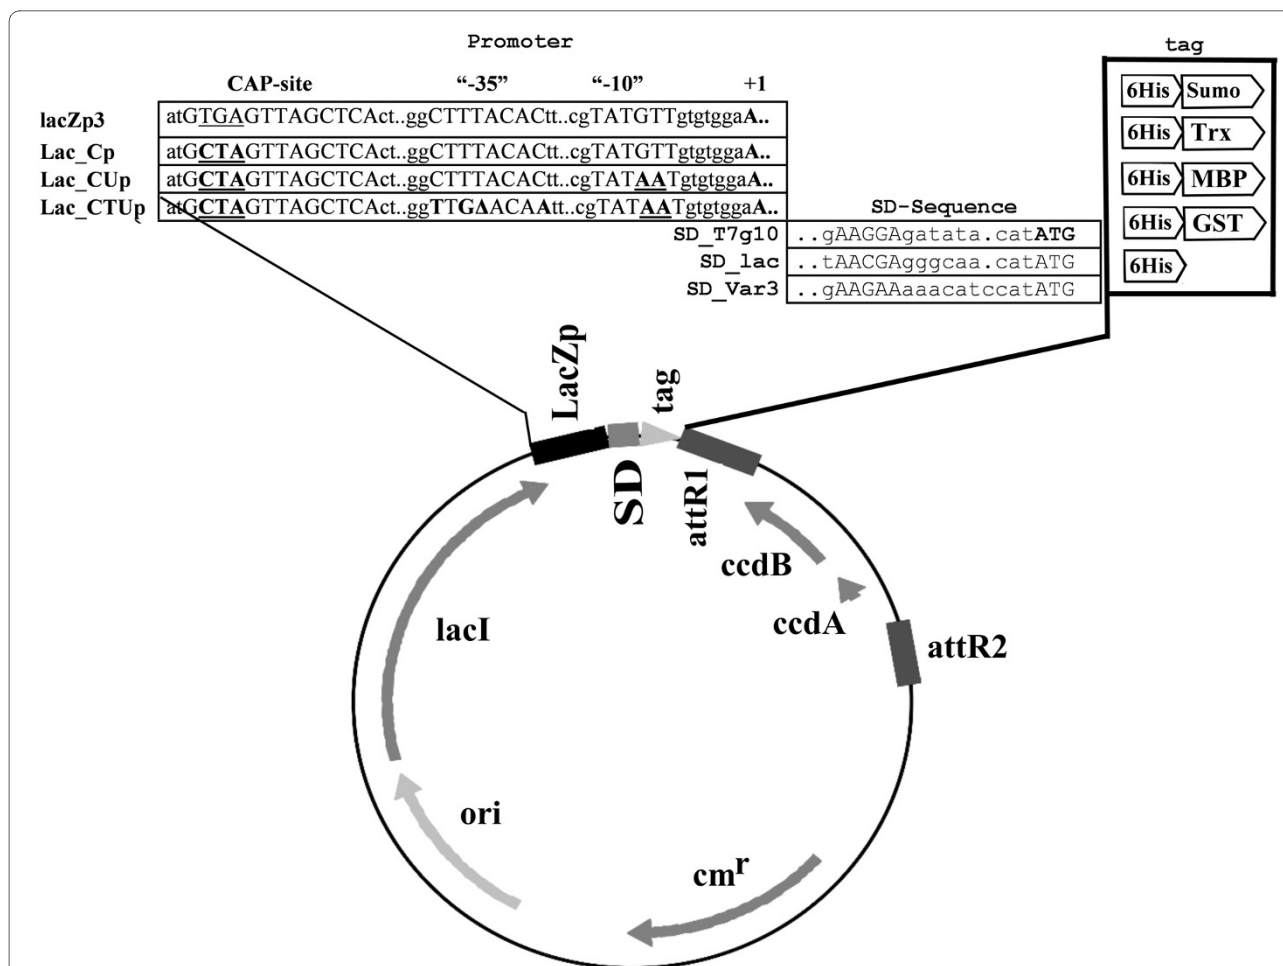 Promoter
tag
CAP-site “-35” “-10” +1
lacZp3 atGTGAGTTAGCTCAct..ggCTTTACACtt..cgTATGTTgtgtggaA..
Lac_Cp atGCTAGTTAGCTCAct..ggCTTTACACtt..cgTATGTTgtgtggaA..
Lac_CUp atGCTAGTTAGCTCAct..ggCTTTACACtt..cgTATAATgtgtggaA..
Lac_CTUp atGCTAGTTAGCTCAct..ggTTGΔACAAtt..cgTATAATgtgtggaA..
SD-Sequence
SD_T7g10 ..gAAGGAgatata.catATG
SD_lac ..tAACGAgggcaa.catATG
SD_Var3 ..gAAGAAaaacatccatATG
6His Sumo
6His Trx
6His MBP
6His GST
6His
LacZp
SD
tag
attR1
ccdB
ccdA
attR2
lacI
ori
cmr